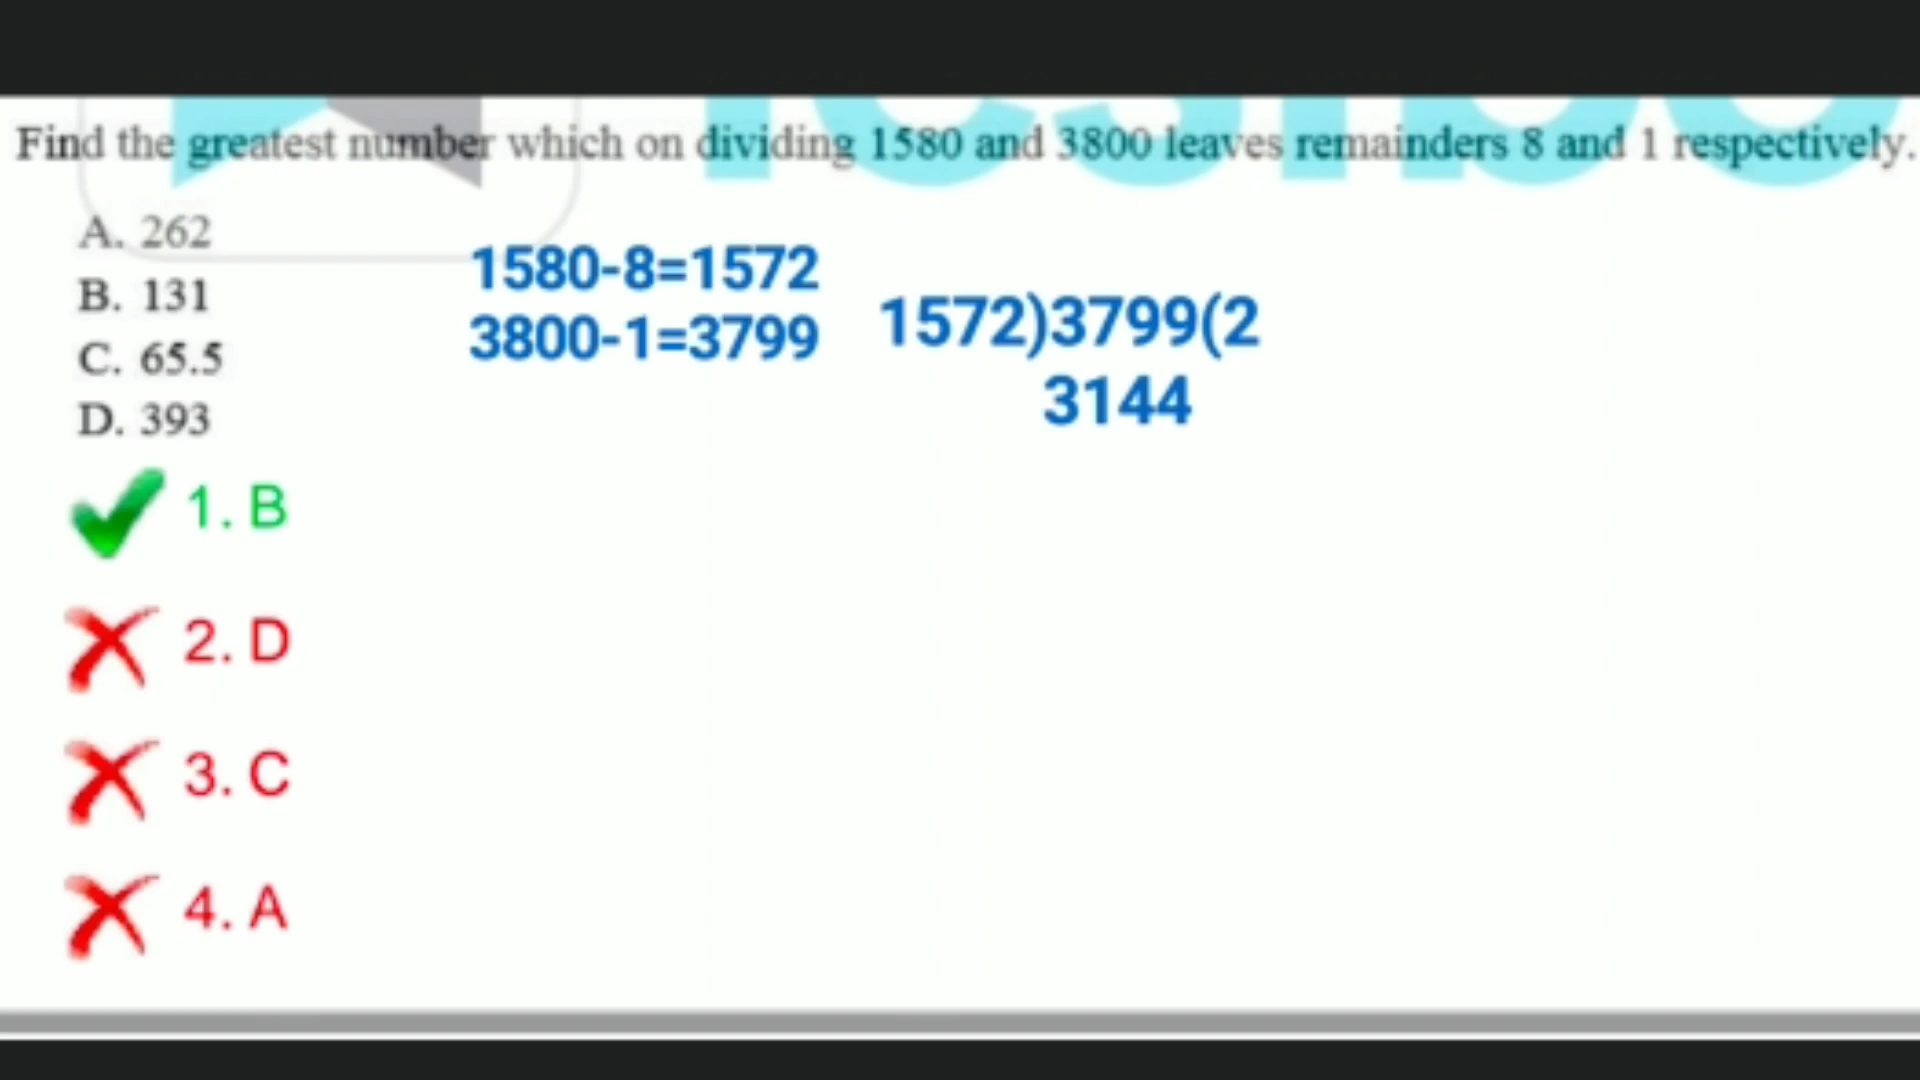 Find the greatest number which on dividing 1580 and 3800 leaves remainders 8 and 1 respectively.
A. 262
B. 131
C. 65.5
D. 393
1580-8=1572
3800-1=3799
1572)3799(2
3144
1. B
2. D
3. C
4. A